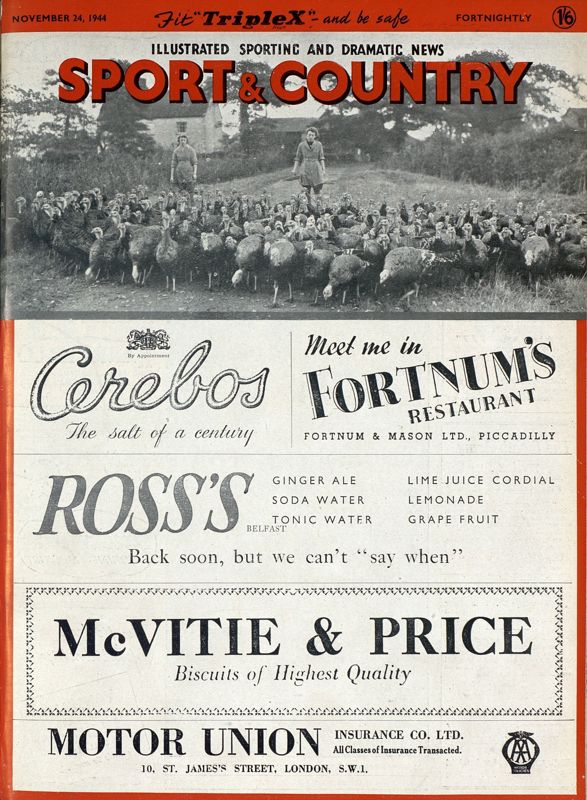 NOVEMBER 24, 1944 Fit "TripleX" - and be safe FORTNIGHTLY 1/6
ILLUSTRATED SPORTING AND DRAMATIC NEWS
SPORT & COUNTRY
By Appointment
Cerebos
The salt of a century
Meet me in
FORTNUM'S
RESTAURANT
FORTNUM & MASON LTD., PICCADILLY
ROSS'S
BELFAST
GINGER ALE LIME JUICE CORDIAL
SODA WATER LEMONADE
TONIC WATER GRAPE FRUIT
Back soon, but we can't "say when"
McVITIE & PRICE
Biscuits of Highest Quality
MOTOR UNION INSURANCE CO. LTD.
All Classes of Insurance Transacted.
10, ST. JAMES'S STREET, LONDON, S.W.1.
AA